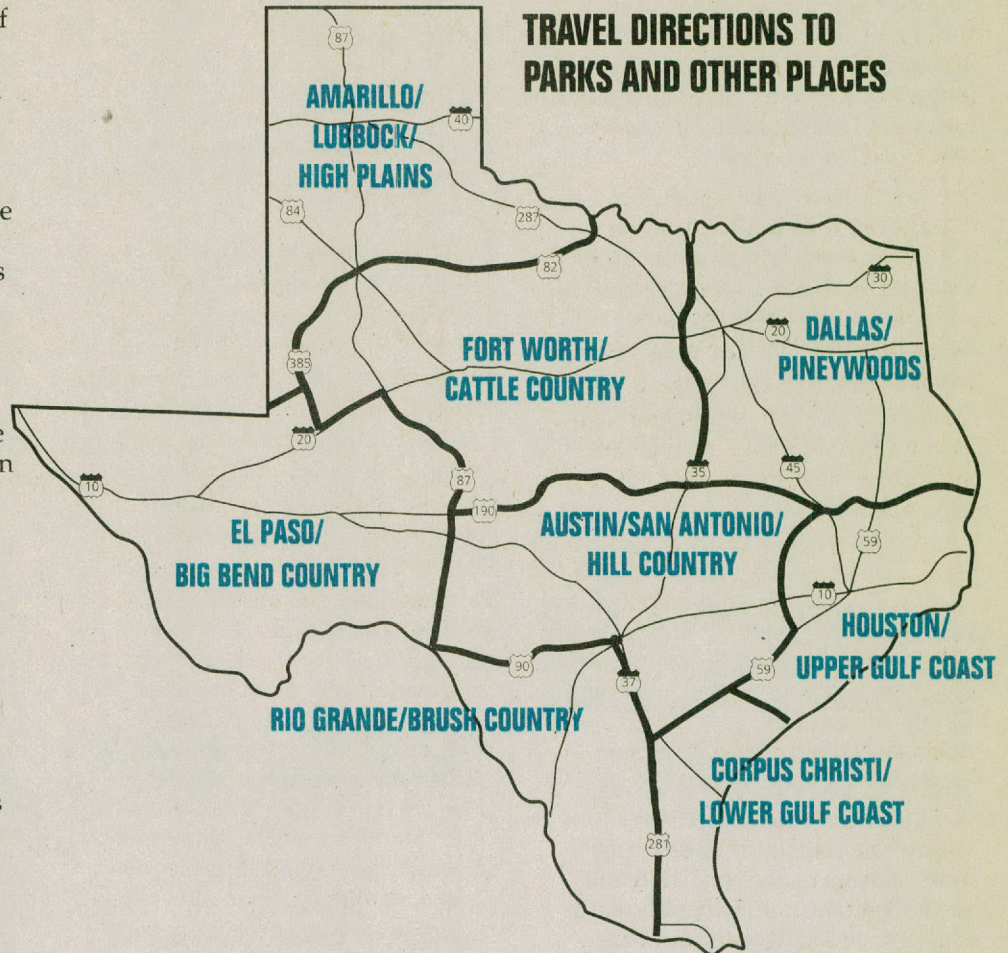 f
TRAVEL DIRECTIONS TO
PARKS AND OTHER PLACES
87
AMARILLO/
LUBBOCK/
HIGH PLAINS
40
e
84
287
s
82
30
20
DALLAS/
PINEYWOODS
385
FORT WORTH/
CATTLE COUNTRY
e
n
20
10
87
190
35
45
59
EL PASO/
BIG BEND COUNTRY
AUSTIN/SAN ANTONIO/
HILL COUNTRY
10
HOUSTON/
UPPER GULF COAST
90
37
59
RIO GRANDE/BRUSH COUNTRY
CORPUS CHRISTI/
LOWER GULF COAST
s
281